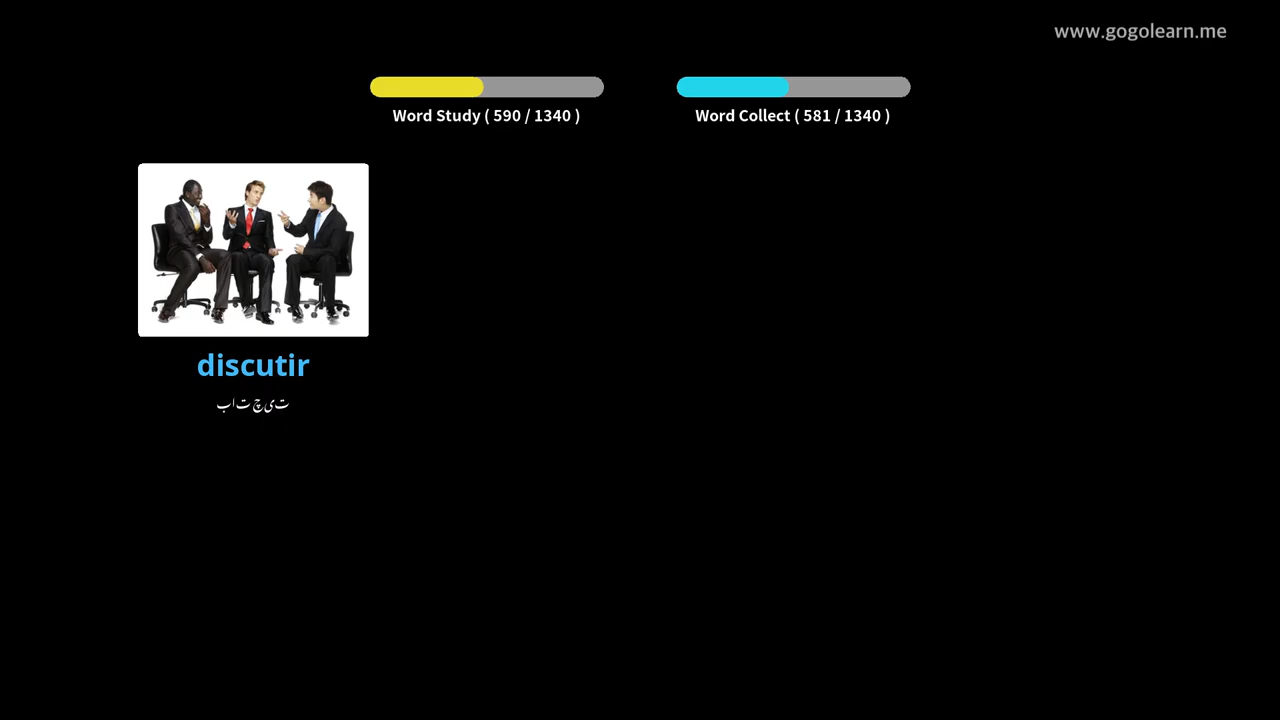 www.gogolearn.me
Word Study ( 590 / 1340 )
Word Collect ( 581 / 1340 )
discutir
بات چیت